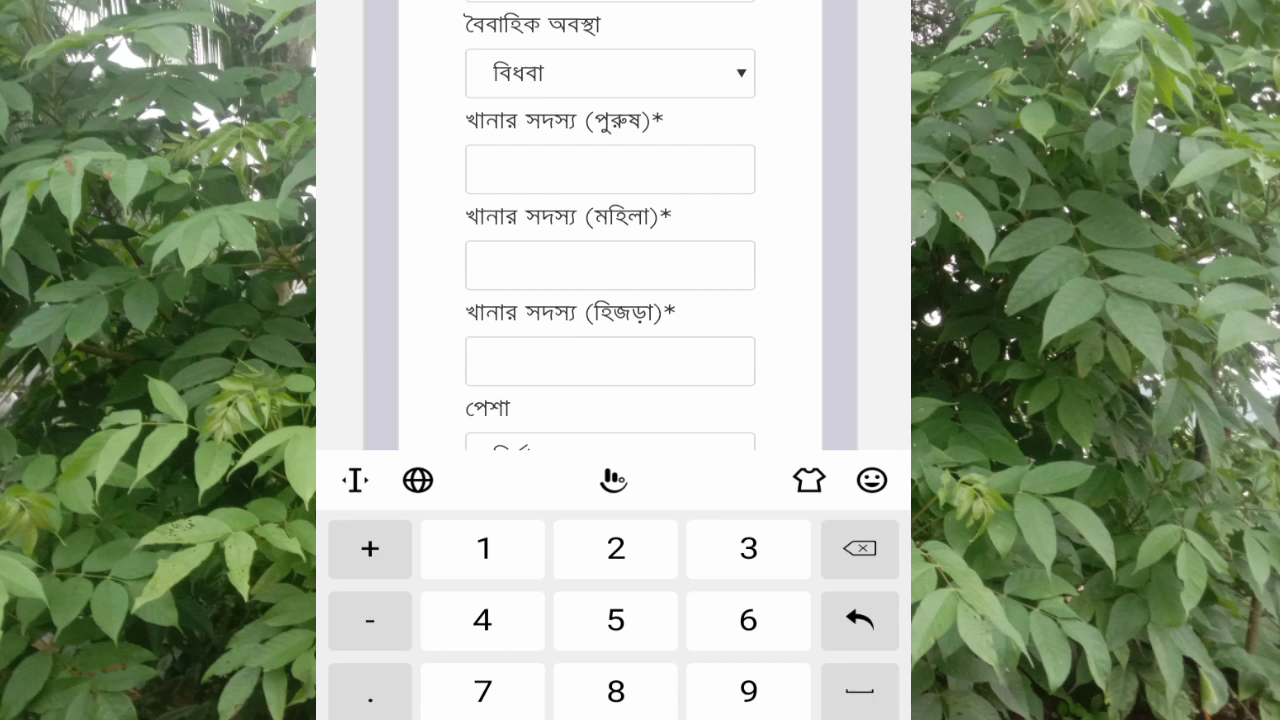 বৈবাহিক অবস্থা
বিধবা
খানার সদস্য (পুরুষ)*
খানার সদস্য (মহিলা)*
খানার সদস্য (হিজড়া)*
পেশা
+ 1 2 3
- 4 5 6
. 7 8 9